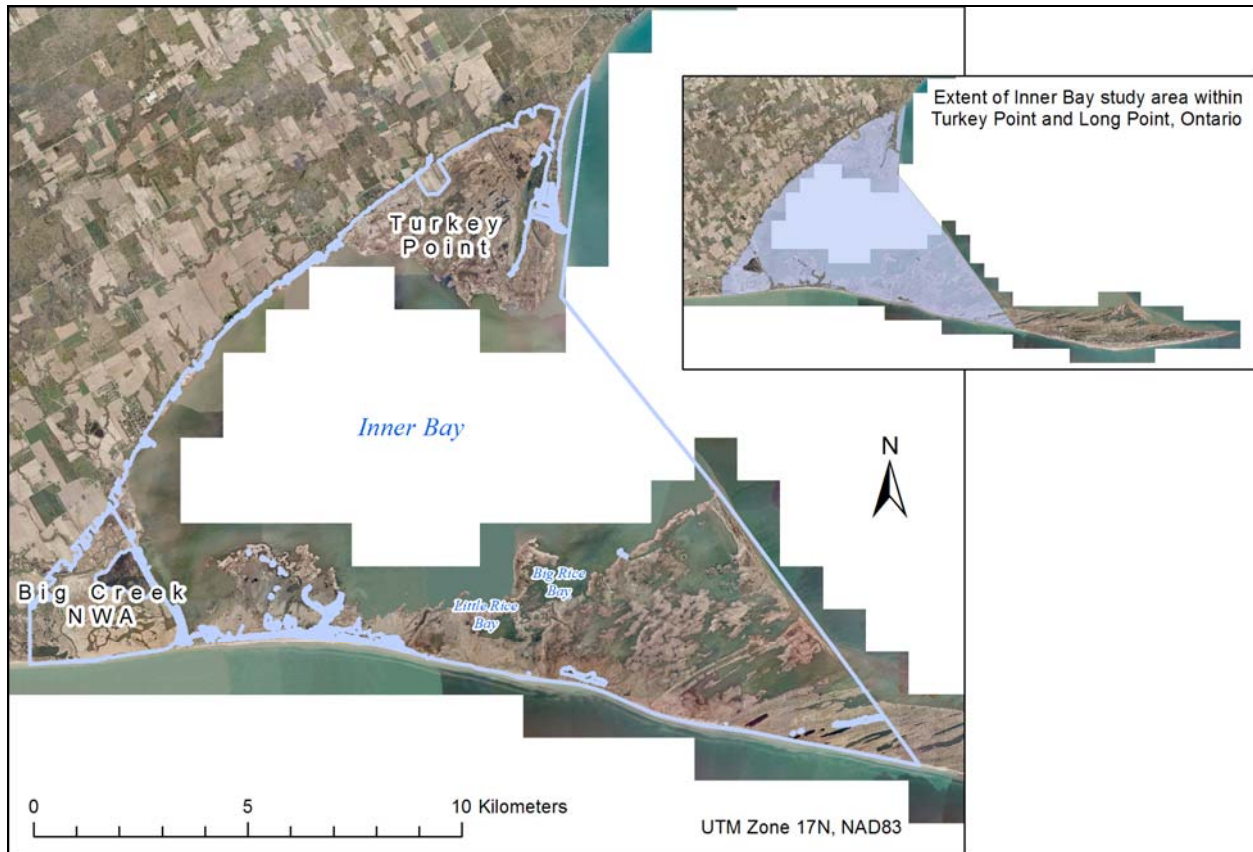 Extent of Inner Bay study area within
Turkey Point and Long Point, Ontario
Turkey
Point
Inner Bay
N
Big Rice
Bay
Little Rice
Bay
Big Creek
NWA
0 5 10 Kilometers
UTM Zone 17N, NAD83